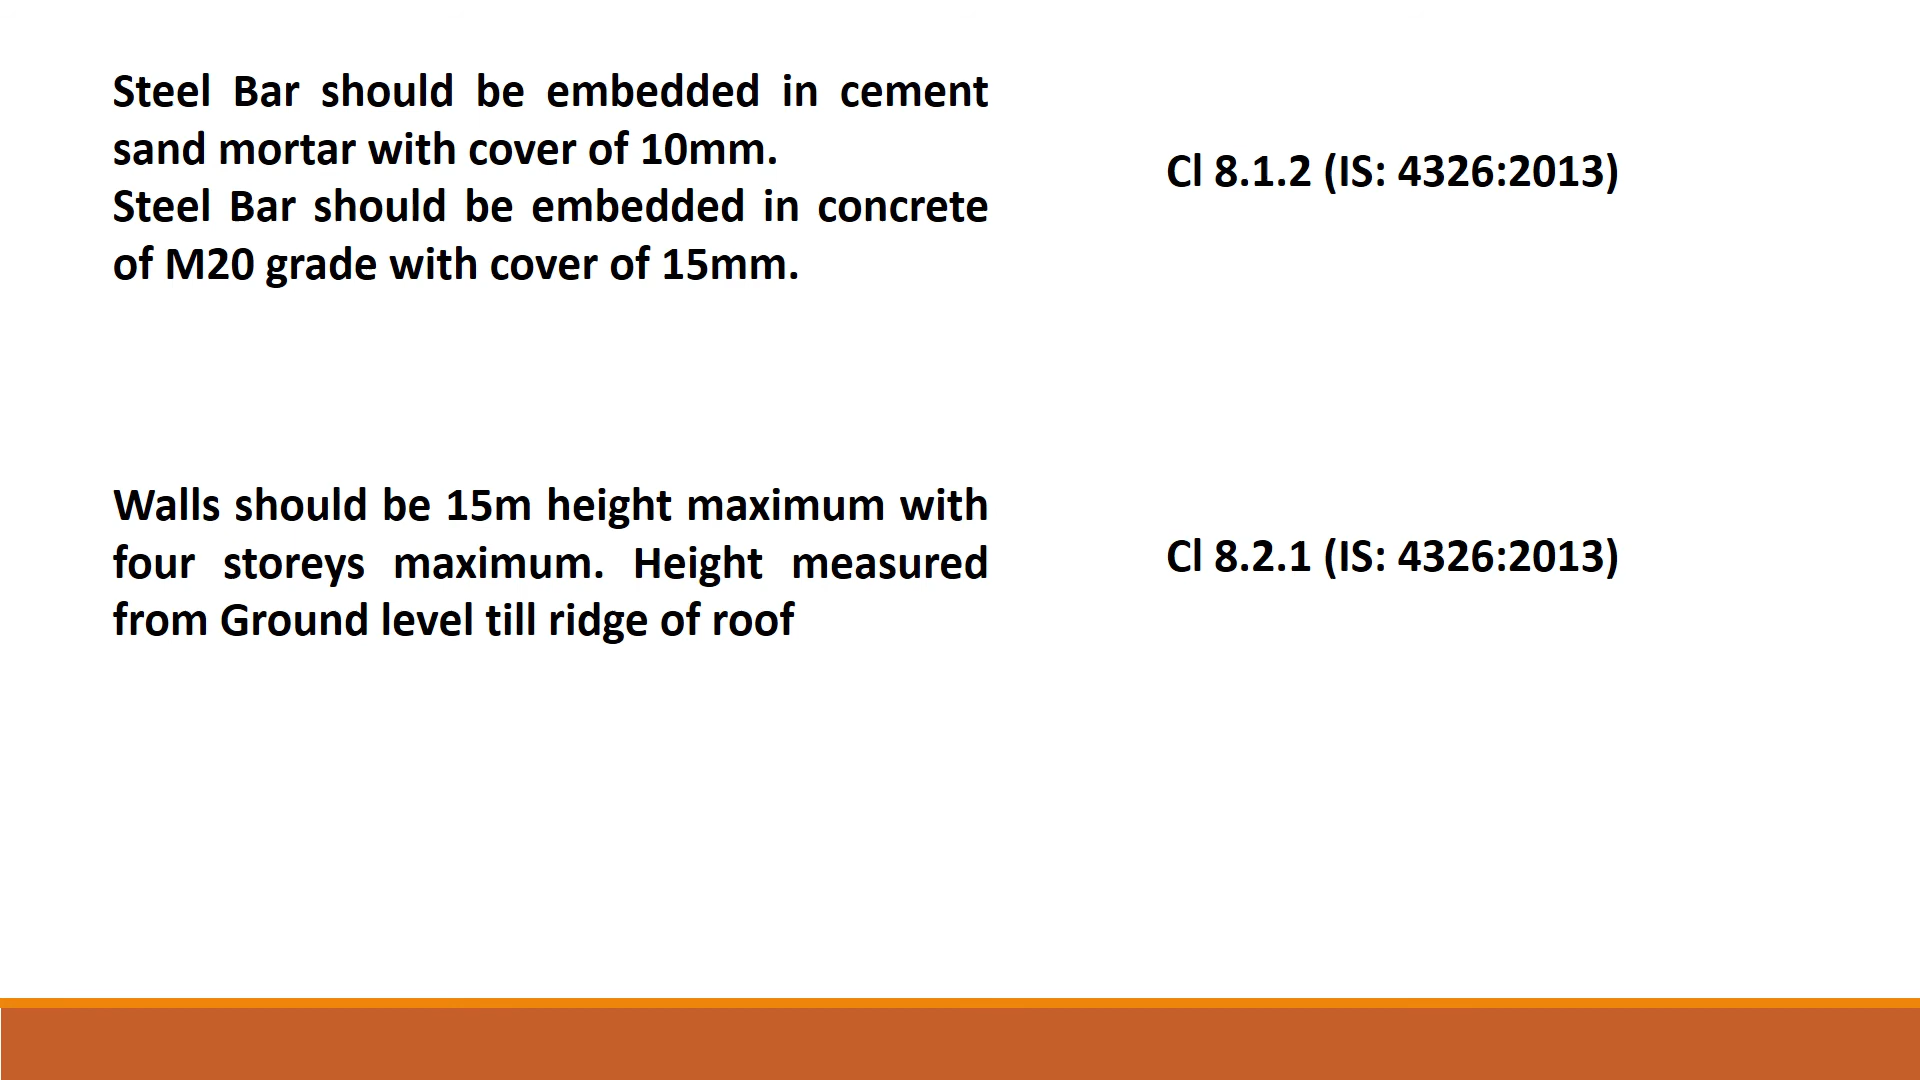 Steel Bar should be embedded in cement
sand mortar with cover of 10mm.
Steel Bar should be embedded in concrete
of M20 grade with cover of 15mm.
Cl 8.1.2 (IS: 4326:2013)
Walls should be 15m height maximum with
four storeys maximum. Height measured
from Ground level till ridge of roof
Cl 8.2.1 (IS: 4326:2013)